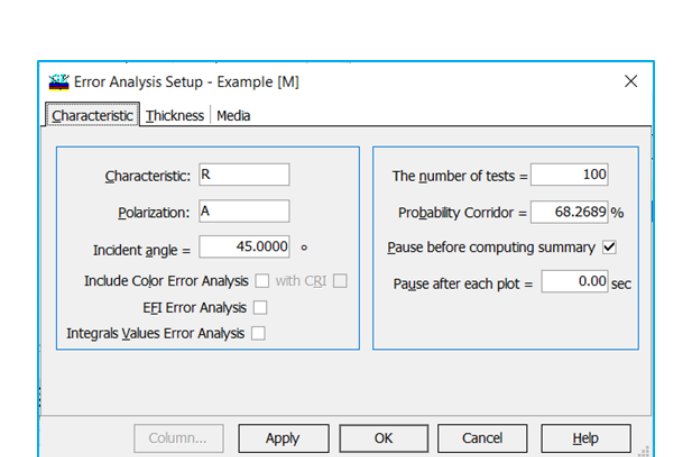 Error Analysis Setup - Example [M]
Characteristic Thickness Media
Characteristic: R
Polarization: A
Incident angle = 45.0000 °
Include Color Error Analysis with CRI
EFI Error Analysis
Integrals Values Error Analysis
The number of tests = 100
Probability Corridor = 68.2689 %
Pause before computing summary
Pause after each plot = 0.00 sec
Column... Apply OK Cancel Help